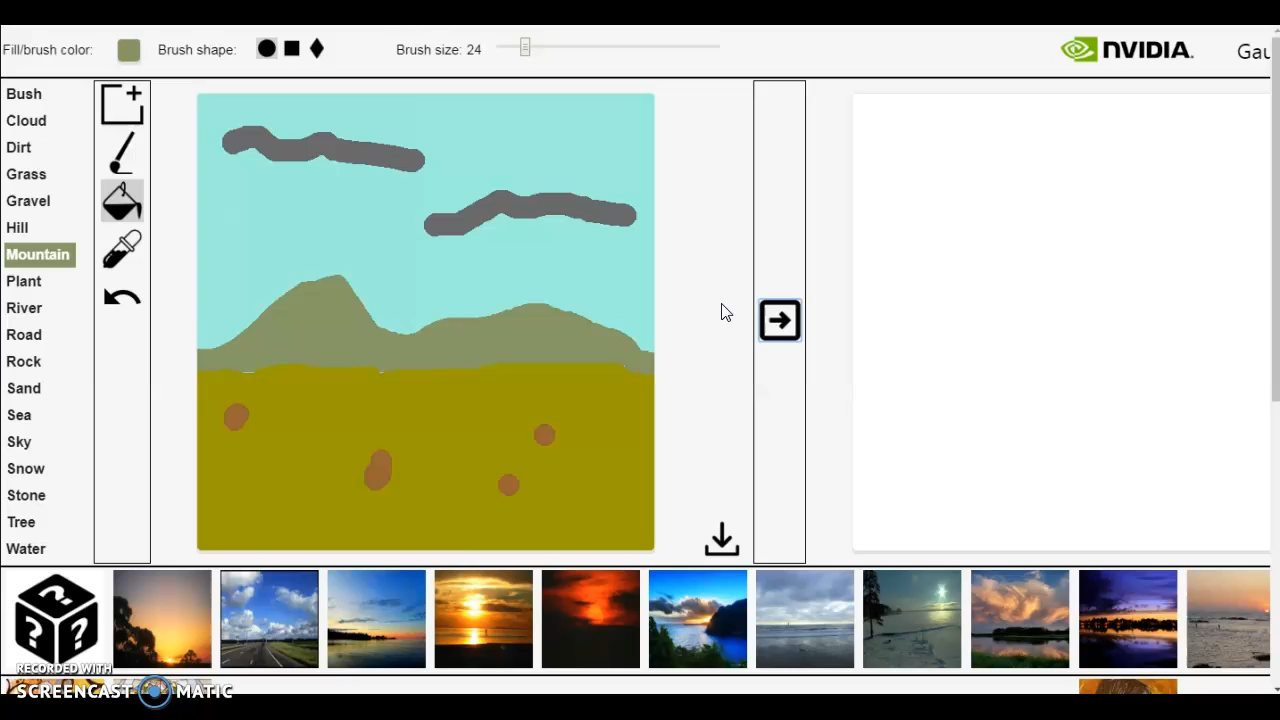 Fill/brush color: Brush shape: Brush size: 24 NVIDIA. Gau
Bush
Cloud
Dirt
Grass
Gravel
Hill
Mountain
Plant
River
Road
Rock
Sand
Sea
Sky
Snow
Stone
Tree
Water
? ? ?
RECORDED WITH
SCREENCAST MATIC